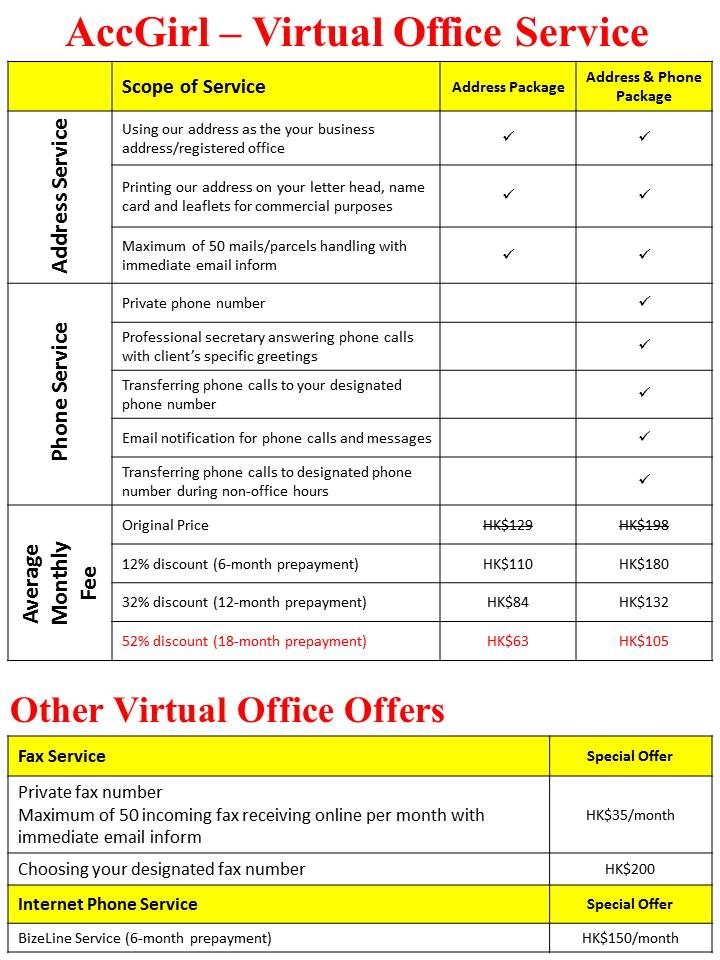 AccGirl – Virtual Office Service
Scope of Service
Address Package
Address & Phone
Package
Address Service
Using our address as the your business
address/registered office
✓
✓
Printing our address on your letter head, name
card and leaflets for commercial purposes
✓
✓
Maximum of 50 mails/parcels handling with
immediate email inform
✓
✓
Phone Service
Private phone number
✓
Professional secretary answering phone calls
with client's specific greetings
✓
Transferring phone calls to your designated
phone number
✓
Email notification for phone calls and messages
✓
Transferring phone calls to designated phone
number during non-office hours
✓
Average
Monthly
Fee
Original Price
HK$129
HK$198
12% discount (6-month prepayment)
HK$110
HK$180
32% discount (12-month prepayment)
HK$84
HK$132
52% discount (18-month prepayment)
HK$63
HK$105
Other Virtual Office Offers
Fax Service
Special Offer
Private fax number
Maximum of 50 incoming fax receiving online per month with
immediate email inform
HK$35/month
Choosing your designated fax number
HK$200
Internet Phone Service
Special Offer
BizeLine Service (6-month prepayment)
HK$150/month